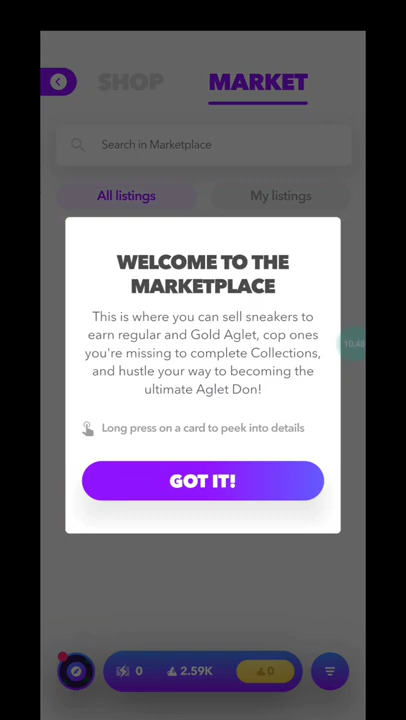 SHOP
MARKET
Search in Marketplace
All listings
My listings
WELCOME TO THE
MARKETPLACE
This is where you can sell sneakers to
earn regular and Gold Aglet, cop ones
you're missing to complete Collections,
and hustle your way to becoming the
ultimate Aglet Don!
Long press on a card to peek into details
GOT IT!
0
2.59K
0